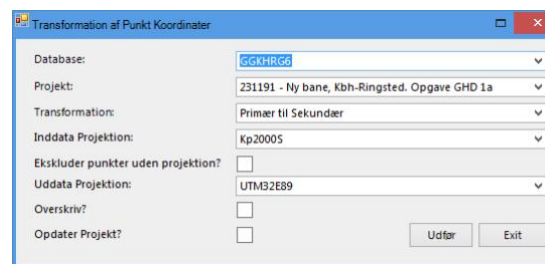 Transformation af Punkt Koordinater
Database: GGKHRG6
Projekt: 231191 - Ny bane, Kbh-Ringsted. Opgave GHD 1a
Transformation: Primær til Sekundær
Inddata Projektion: Kp2000S
Ekskluder punkter uden projektion?
Uddata Projektion: UTM32E89
Overskriv?
Opdater Projekt?
Udfør Exit